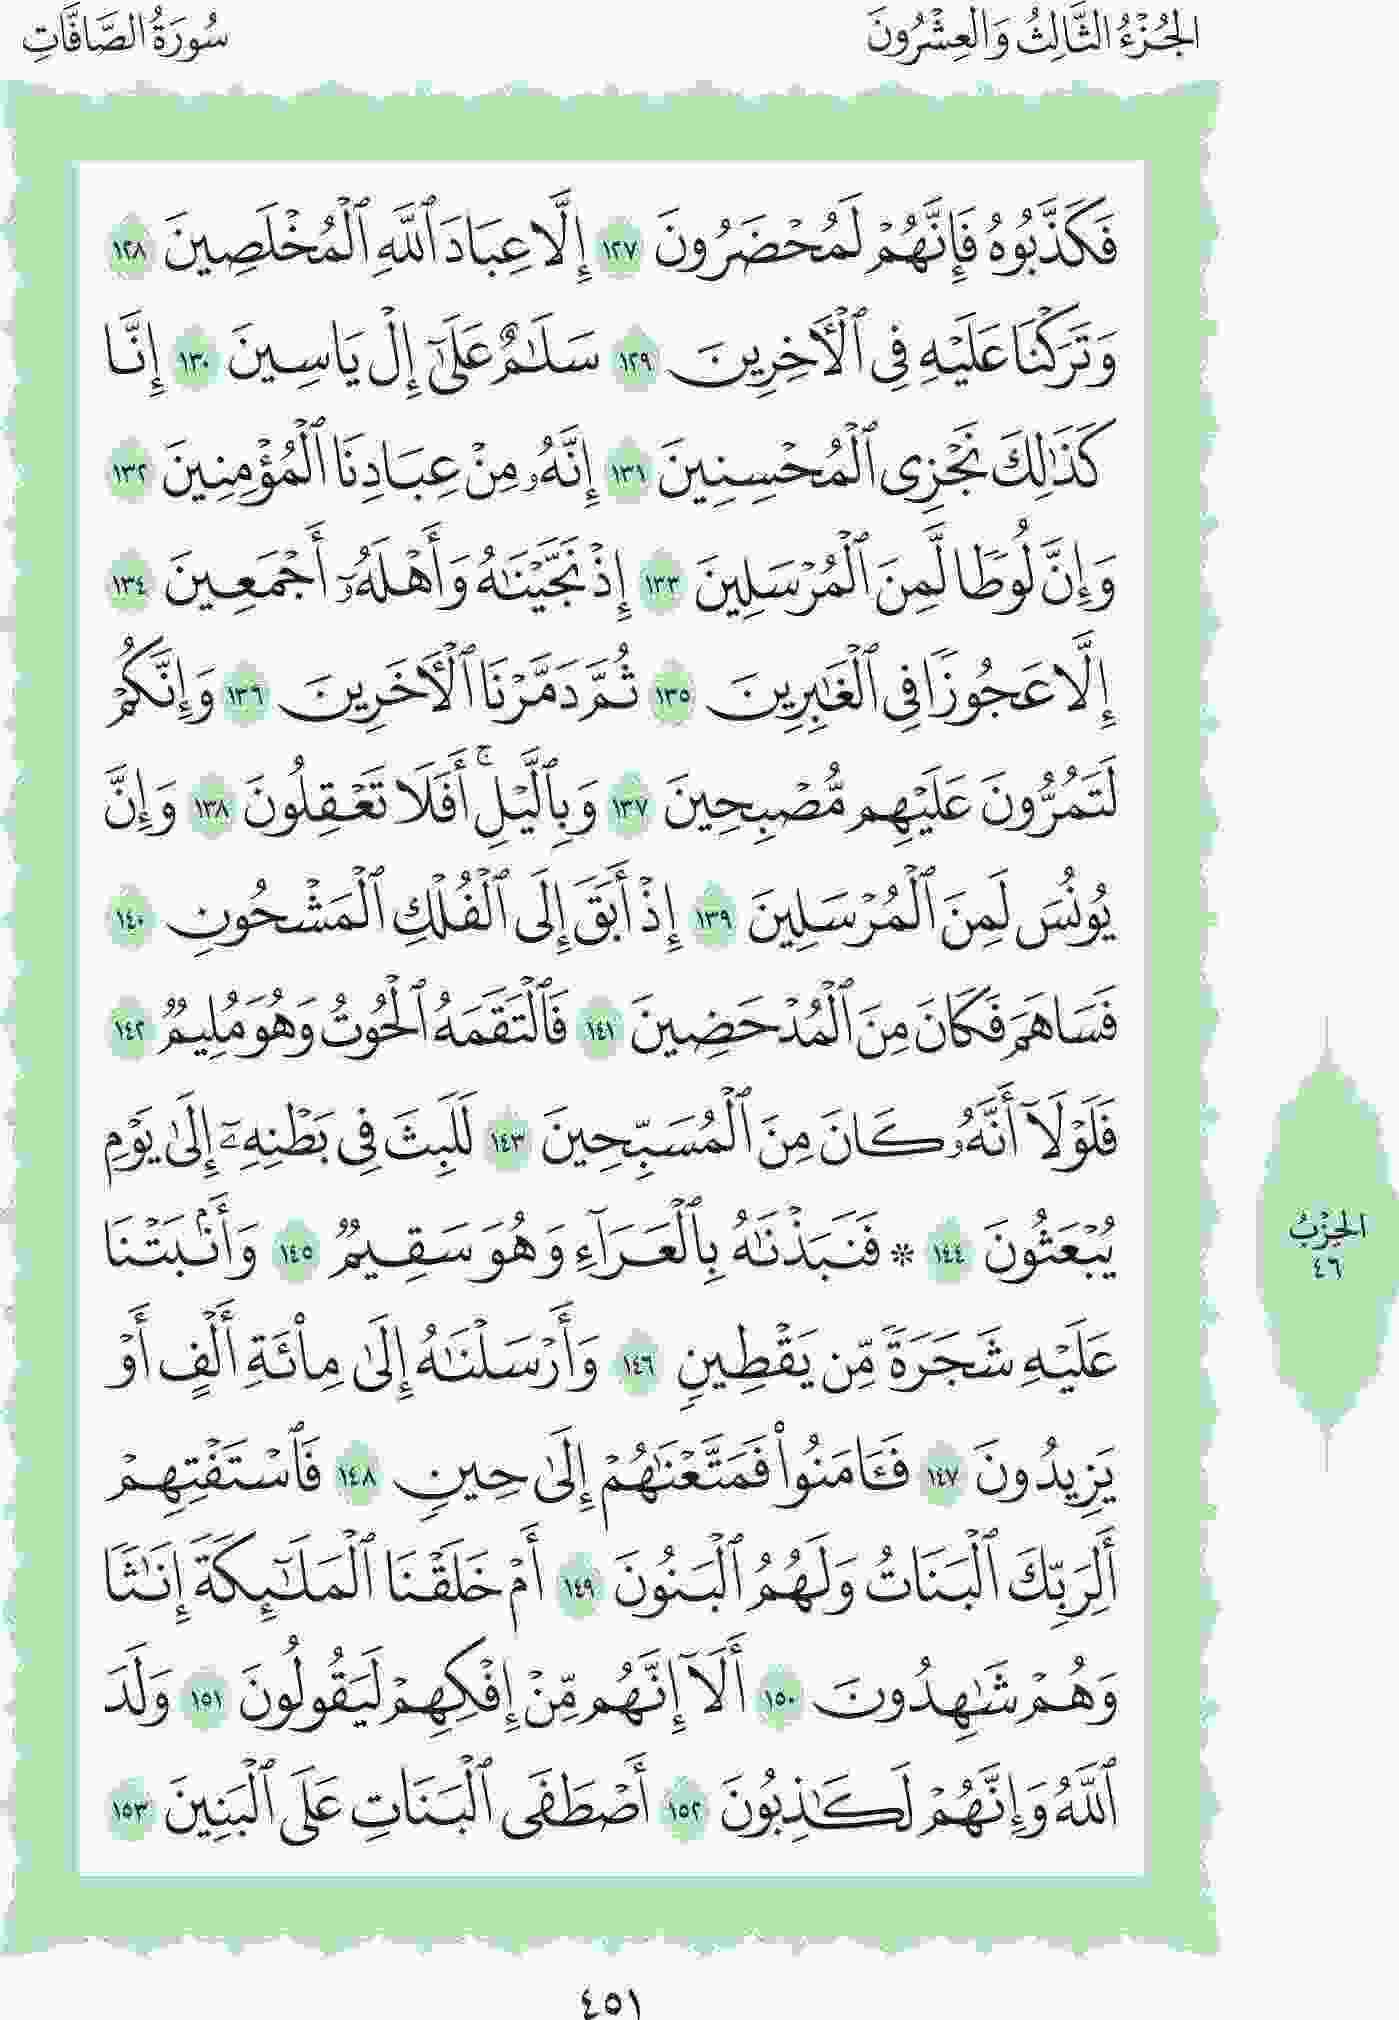 الجُزْءُ الثَّالِثُ وَالعِشْرُونَ
سُورَةُ الصَّافَّاتِ
فَكَذَّبُوهُ فَإِنَّهُمْ لَمُحْضَرُونَ ١٢٧ إِلَّا عِبَادَ ٱللَّهِ ٱلْمُخْلَصِينَ ١٢٨
وَتَرَكْنَا عَلَيْهِ فِى ٱلْأَخِرِينَ ١٢٩ سَلَـٰمٌ عَلَىٰٓ إِلْ يَاسِينَ ١٣٠ إِنَّا
كَذَٰلِكَ نَجْزِى ٱلْمُحْسِنِينَ ١٣١ إِنَّهُۥ مِنْ عِبَادِنَا ٱلْمُؤْمِنِينَ ١٣٢
وَإِنَّ لُوطًا لَّمِنَ ٱلْمُرْسَلِينَ ١٣٣ إِذْ نَجَّيْنَـٰهُ وَأَهْلَهُۥٓ أَجْمَعِينَ ١٣٤
إِلَّا عَجُوزًا فِى ٱلْغَـٰبِرِينَ ١٣٥ ثُمَّ دَمَّرْنَا ٱلْأَخَرِينَ ١٣٦ وَإِنَّكُمْ
لَتَمُرُّونَ عَلَيْهِم مُّصْبِحِينَ ١٣٧ وَبِٱلَّيْلِ ۚ أَفَلَا تَعْقِلُونَ ١٣٨ وَإِنَّ
يُونُسَ لَمِنَ ٱلْمُرْسَلِينَ ١٣٩ إِذْ أَبَقَ إِلَى ٱلْفُلْكِ ٱلْمَشْحُونِ ١٤٠
فَسَاهَمَ فَكَانَ مِنَ ٱلْمُدْحَضِينَ ١٤١ فَٱلْتَقَمَهُ ٱلْحُوتُ وَهُوَ مُلِيمٌ ١٤٢
فَلَوْلَآ أَنَّهُۥ كَانَ مِنَ ٱلْمُسَبِّحِينَ ١٤٣ لَلَبِثَ فِى بَطْنِهِۦٓ إِلَىٰ يَوْمِ
يُبْعَثُونَ ١٤٤ ۞ فَنَبَذْنَـٰهُ بِٱلْعَرَآءِ وَهُوَ سَقِيمٌ ١٤٥ وَأَنۢبَتْنَا
عَلَيْهِ شَجَرَةً مِّن يَقْطِينٍ ١٤٦ وَأَرْسَلْنَـٰهُ إِلَىٰ مِا۟ئَةِ أَلْفٍ أَوْ
يَزِيدُونَ ١٤٧ فَـَٔامَنُوا۟ فَمَتَّعْنَـٰهُمْ إِلَىٰ حِينٍ ١٤٨ فَٱسْتَفْتِهِمْ
أَلِرَبِّكَ ٱلْبَنَاتُ وَلَهُمُ ٱلْبَنُونَ ١٤٩ أَمْ خَلَقْنَا ٱلْمَلَـٰٓئِكَةَ إِنَـٰثًا
وَهُمْ شَـٰهِدُونَ ١٥٠ أَلَآ إِنَّهُم مِّنْ إِفْكِهِمْ لَيَقُولُونَ ١٥١ وَلَدَ
ٱللَّهُ وَإِنَّهُمْ لَكَـٰذِبُونَ ١٥٢ أَصْطَفَى ٱلْبَنَاتِ عَلَى ٱلْبَنِينَ ١٥٣
الحِزْبُ
٤٦
٤٥١